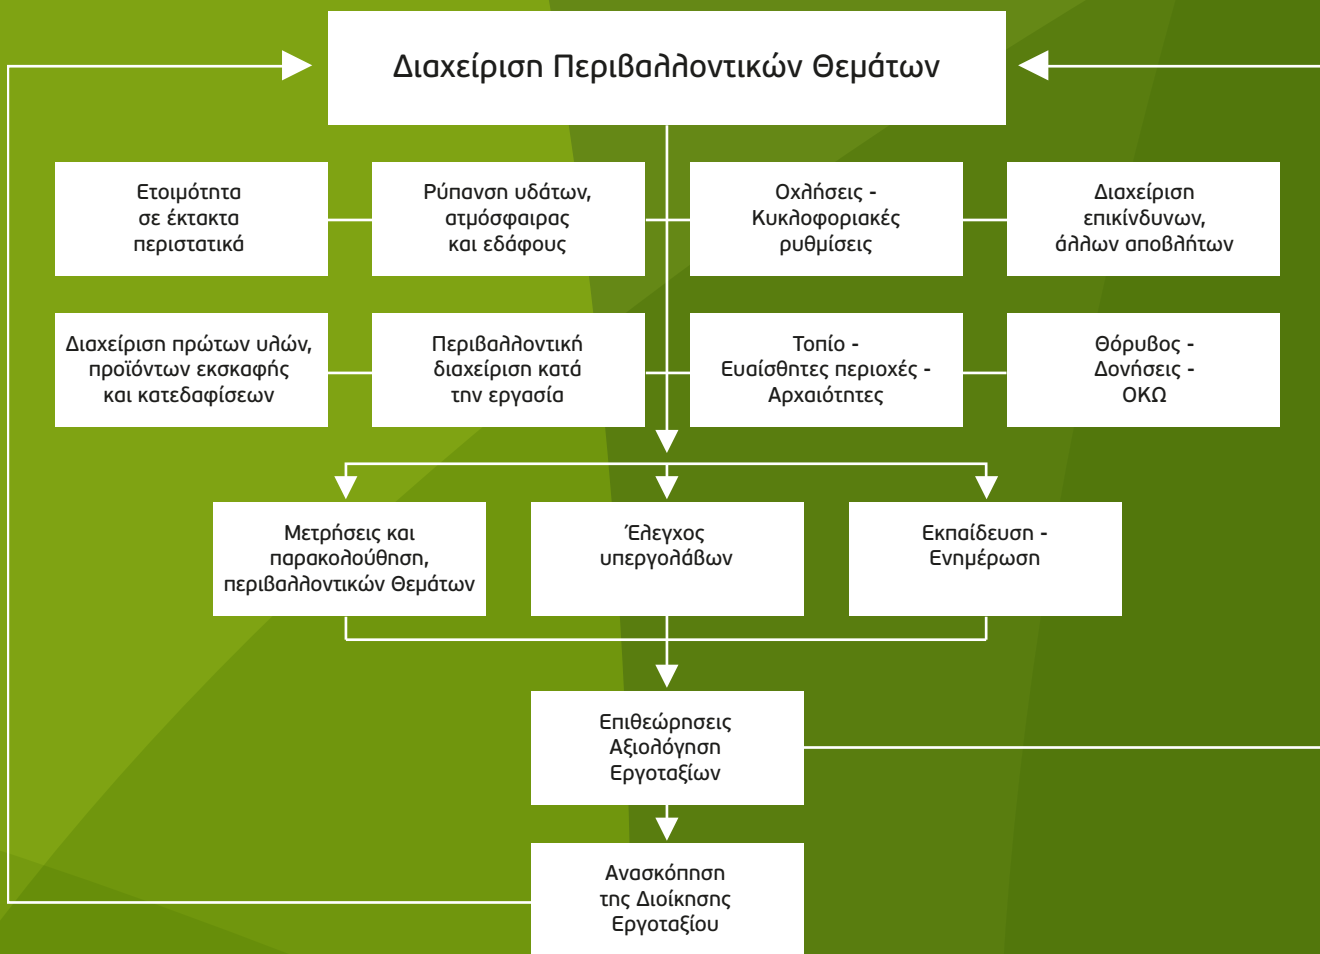 Διαχείριση Περιβαλλοντικών Θεμάτων
Ετοιμότητα
σε έκτακτα
περιστατικά
Ρύπανση υδάτων,
ατμόσφαιρας
και εδάφους
Οχλήσεις -
Κυκλοφοριακές
ρυθμίσεις
Διαχείριση
επικίνδυνων,
άλλων αποβλήτων
Διαχείριση πρώτων υλών,
προϊόντων εκσκαφής
και κατεδαφίσεων
Περιβαλλοντική
διαχείριση κατά
την εργασία
Τοπίο -
Ευαίσθητες περιοχές -
Αρχαιότητες
Θόρυβος -
Δονήσεις -
ΟΚΩ
Μετρήσεις και
παρακολούθηση,
περιβαλλοντικών Θεμάτων
Έλεγχος
υπεργολάβων
Εκπαίδευση -
Ενημέρωση
Επιθεώρησεις
Αξιολόγηση
Εργοταξίων
Ανασκόπηση
της Διοίκησης
Εργοταξίου